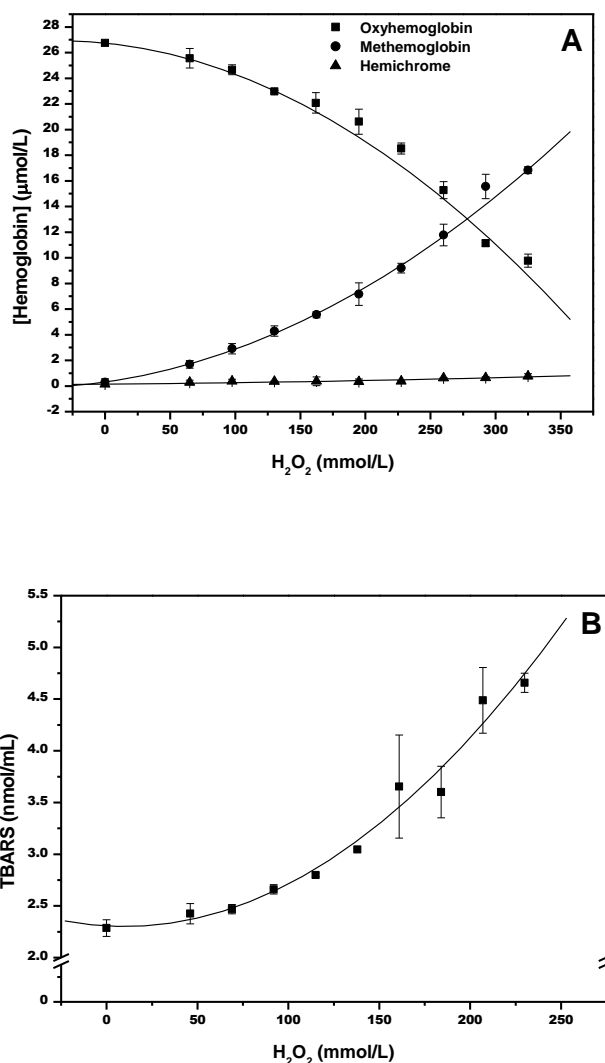 Oxyhemoglobin
Methemoglobin
Hemichrome
A
28
26
24
22
20
18
16
14
12
10
8
6
4
2
0
-2
[Hemoglobin] (μmol/L)
0 50 100 150 200 250 300 350
H₂O₂ (mmol/L)
B
5.5
5.0
4.5
4.0
3.5
3.0
2.5
2.0
0
TBARS (nmol/mL)
0 50 100 150 200 250
H₂O₂ (mmol/L)